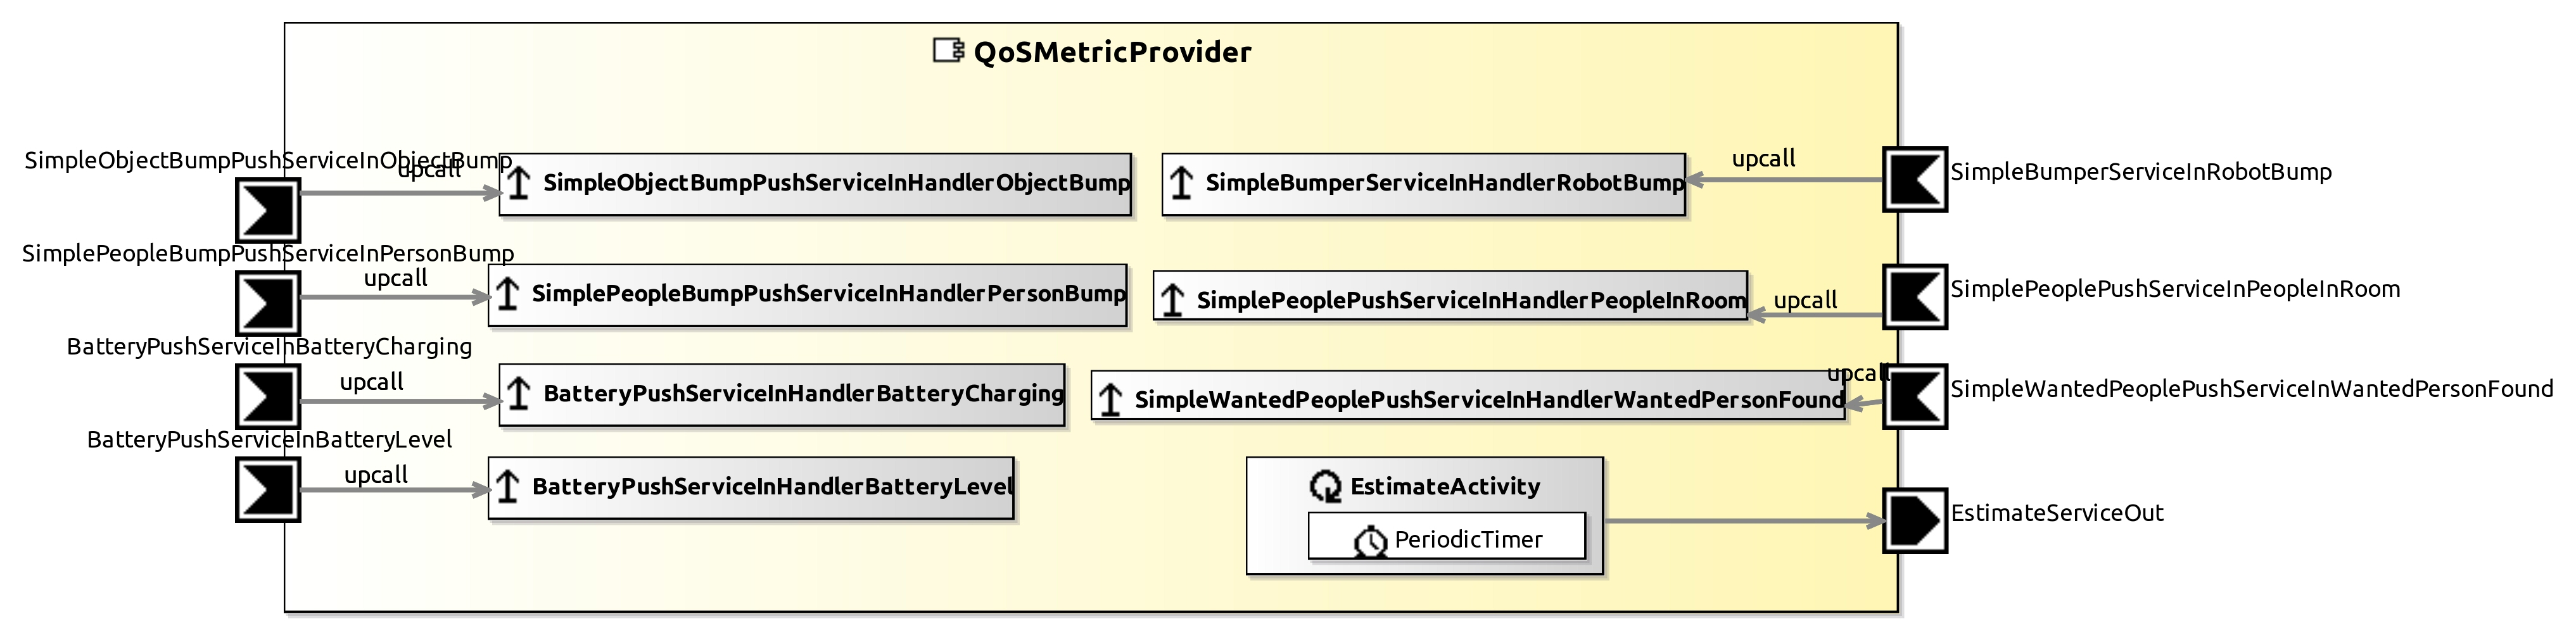 QoSMetricProvider
SimpleObjectBumpPushServiceInObjectBump
upcall
SimpleObjectBumpPushServiceInHandlerObjectBump
SimpleBumperServiceInHandlerRobotBump
upcall
SimpleBumperServiceInRobotBump
SimplePeopleBumpPushServiceInPersonBump
upcall
SimplePeopleBumpPushServiceInHandlerPersonBump
SimplePeoplePushServiceInHandlerPeopleInRoom
upcall
SimplePeoplePushServiceInPeopleInRoom
BatteryPushServiceInBatteryCharging
upcall
BatteryPushServiceInHandlerBatteryCharging
SimpleWantedPeoplePushServiceInHandlerWantedPersonFound
upcall
SimpleWantedPeoplePushServiceInWantedPersonFound
BatteryPushServiceInBatteryLevel
upcall
BatteryPushServiceInHandlerBatteryLevel
EstimateActivity
PeriodicTimer
EstimateServiceOut